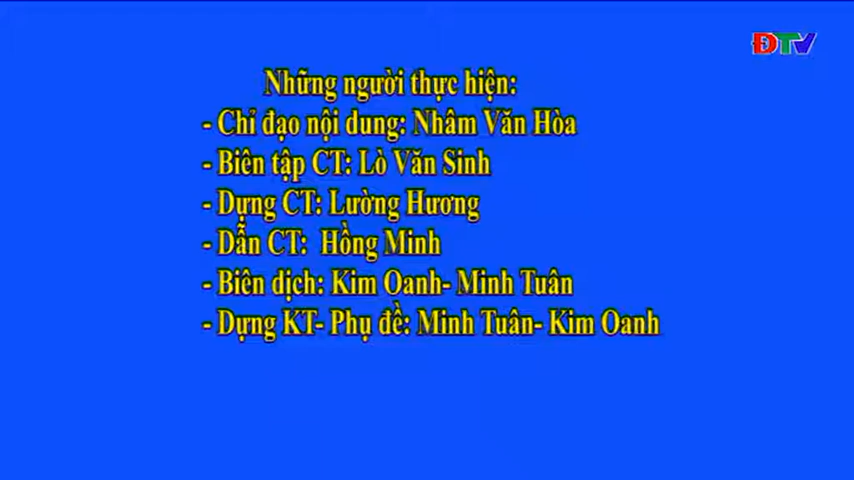 ĐTV
Những người thực hiện:
- Chỉ đạo nội dung: Nhâm Văn Hòa
- Biên tập CT: Lò Văn Sinh
- Dựng CT: Lường Hương
- Dẫn CT: Hồng Minh
- Biên dịch: Kim Oanh- Minh Tuân
- Dựng KT- Phụ đề: Minh Tuân- Kim Oanh